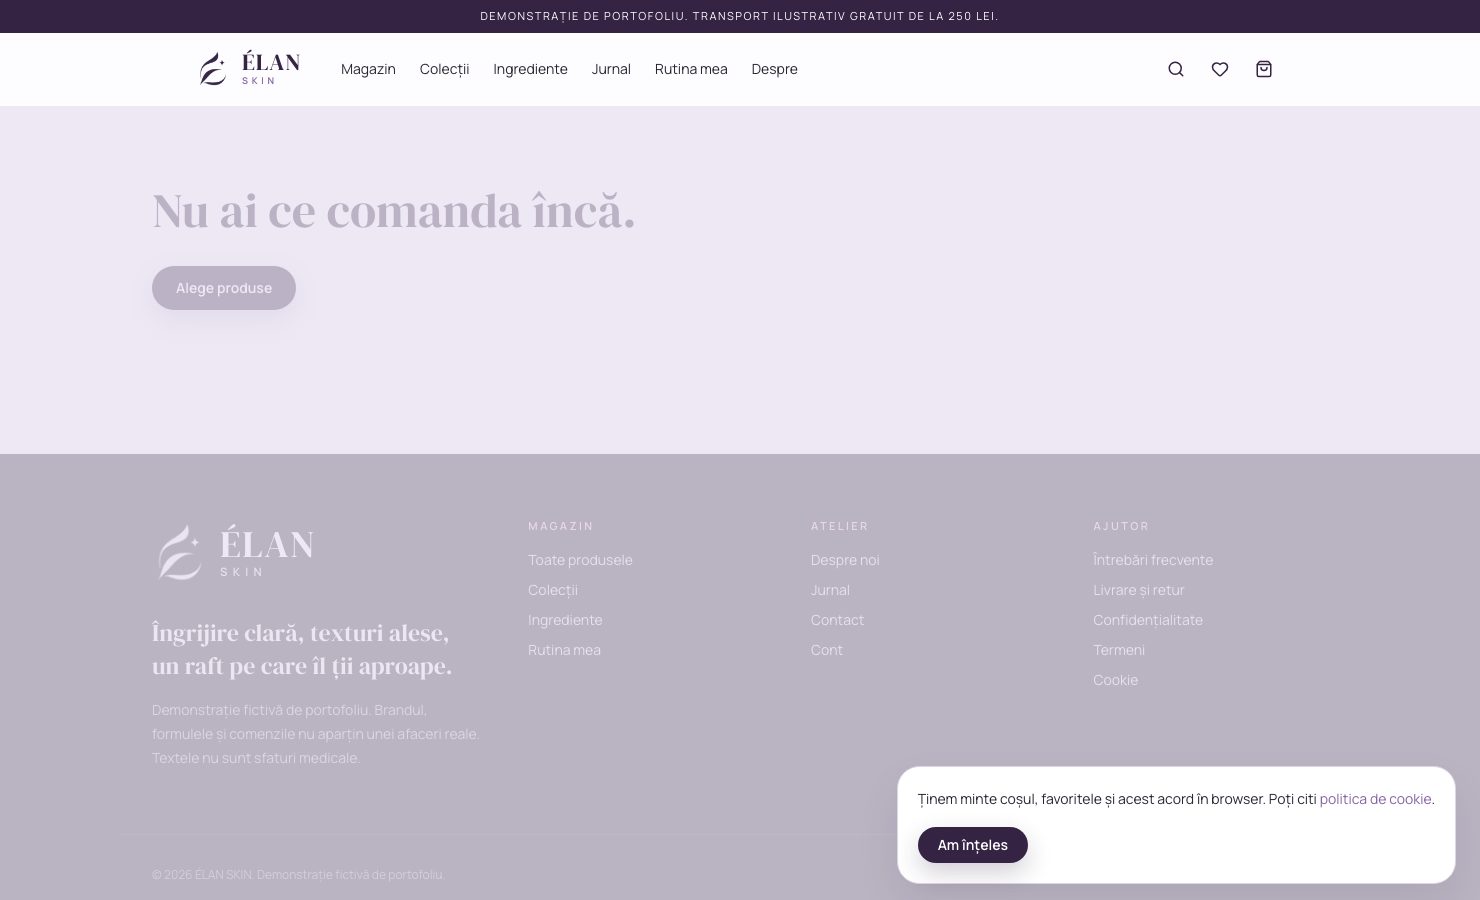 DEMONSTRAȚIE DE PORTOFOLIU. TRANSPORT ILUSTRATIV GRATUIT DE LA 250 LEI.
ÉLAN
SKIN
Magazin
Colecții
Ingrediente
Jurnal
Rutina mea
Despre
Nu ai ce comanda încă.
Alege produse
ÉLAN
SKIN
Îngrijire clară, texturi alese,
un raft pe care îl ții aproape.
Demonstrație fictivă de portofoliu. Brandul,
formulele și comenzile nu aparțin unei afaceri reale.
Textele nu sunt sfaturi medicale.
MAGAZIN
Toate produsele
Colecții
Ingrediente
Rutina mea
ATELIER
Despre noi
Jurnal
Contact
Cont
AJUTOR
Întrebări frecvente
Livrare și retur
Confidențialitate
Termeni
Cookie
Ținem minte coșul, favoritele și acest acord în browser. Poți citi politica de cookie.
Am înțeles
© 2026 ÉLAN SKIN. Demonstrație fictivă de portofoliu.